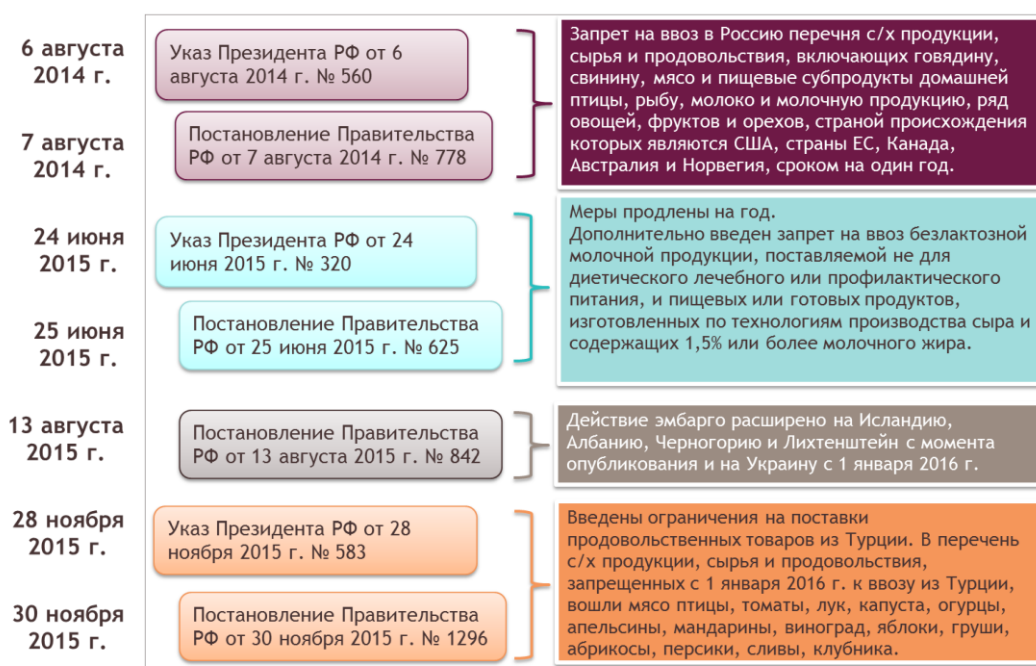 6 августа
2014 г.
Указ Президента РФ от 6
августа 2014 г. № 560
7 августа
2014 г.
Постановление Правительства
РФ от 7 августа 2014 г. № 778
Запрет на ввоз в Россию перечня с/х продукции,
сырья и продовольствия, включающих говядину,
свинину, мясо и пищевые субпродукты домашней
птицы, рыбу, молоко и молочную продукцию, ряд
овощей, фруктов и орехов, страной происхождения
которых являются США, страны ЕС, Канада,
Австралия и Норвегия, сроком на один год.
24 июня
2015 г.
Указ Президента РФ от 24
июня 2015 г. № 320
25 июня
2015 г.
Постановление Правительства
РФ от 25 июня 2015 г. № 625
Меры продлены на год.
Дополнительно введен запрет на ввоз безлактозной
молочной продукции, поставляемой не для
диетического лечебного или профилактического
питания, и пищевых или готовых продуктов,
изготовленных по технологиям производства сыра и
содержащих 1,5% или более молочного жира.
13 августа
2015 г.
Постановление Правительства
РФ от 13 августа 2015 г. № 842
Действие эмбарго расширено на Исландию,
Албанию, Черногорию и Лихтенштейн с момента
опубликования и на Украину с 1 января 2016 г.
28 ноября
2015 г.
Указ Президента РФ от 28
ноября 2015 г. № 583
30 ноября
2015 г.
Постановление Правительства
РФ от 30 ноября 2015 г. № 1296
Введены ограничения на поставки
продовольственных товаров из Турции. В перечень
с/х продукции, сырья и продовольствия,
запрещенных с 1 января 2016 г. к ввозу из Турции,
вошли мясо птицы, томаты, лук, капуста, огурцы,
апельсины, мандарины, виноград, яблоки, груши,
абрикосы, персики, сливы, клубника.